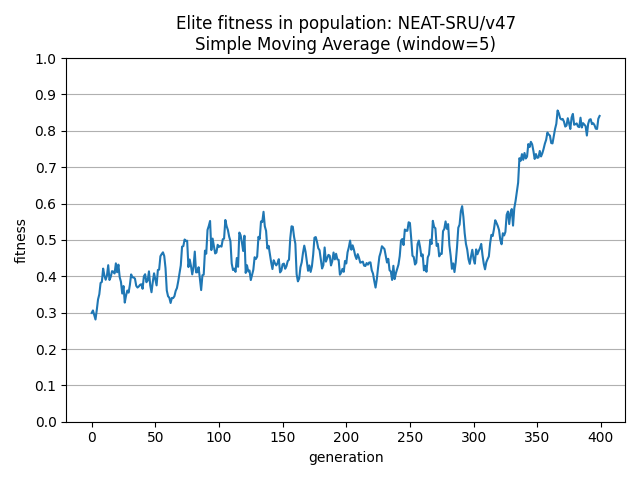 Elite fitness in population: NEAT-SRU/v47
Simple Moving Average (window=5)
1.0
0.9
0.8
0.7
0.6
0.5
0.4
0.3
0.2
0.1
0.0
fitness
0 50 100 150 200 250 300 350 400
generation